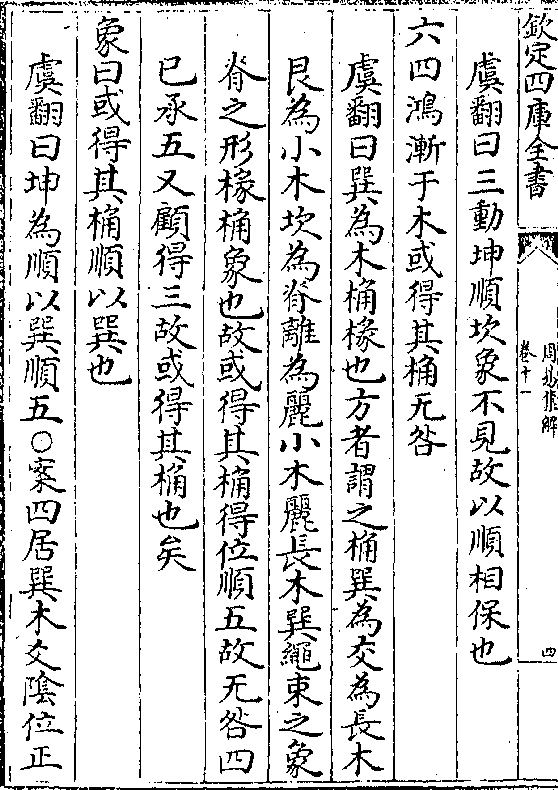 欽定四庫全書
周易集解
卷十一
四
虞翻曰三動坤順坎象不見故以順相保也
六四鴻漸于木或得其桷无咎
虞翻曰巽為木桷椽也方者謂之桷巽為交為長木
艮為小木坎為脊離為麗小木麗長木巽繩束之象
脊之形椽桷象也故或得其桷得位順五故无咎四
已承五又顧得三故或得其桷也矣
象曰或得其桷順以巽也
虞翻曰坤為順以巽順五○案四居巽木爻陰位正